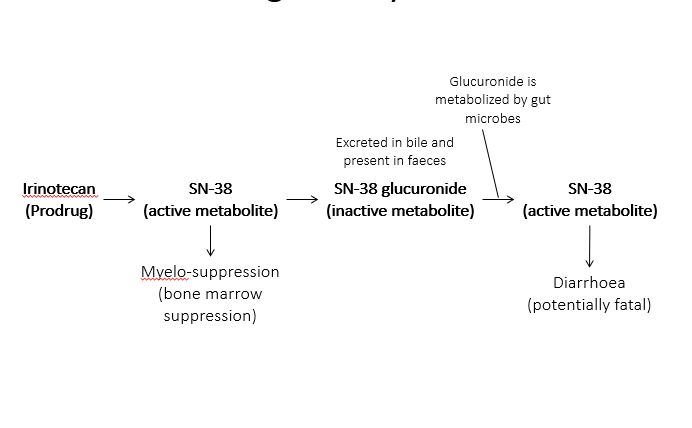 Glucuronide is
metabolized by gut
microbes
Excreted in bile and
present in faeces
Irinotecan
(Prodrug)
SN-38
(active metabolite)
SN-38 glucuronide
(inactive metabolite)
SN-38
(active metabolite)
Myelo-suppression
(bone marrow
suppression)
Diarrhoea
(potentially fatal)